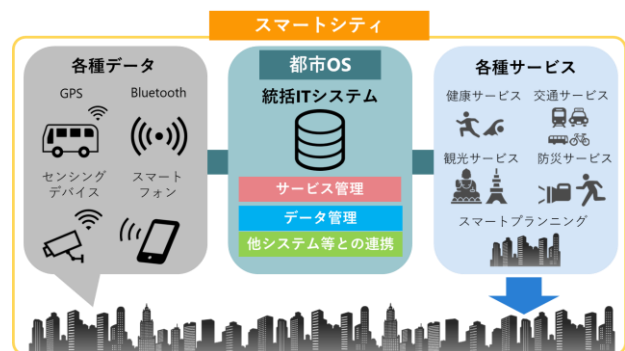 スマートシティ
各種データ
GPS
Bluetooth
センシング
デバイス
スマート
フォン
都市OS
統括ITシステム
サービス管理
データ管理
他システム等との連携
各種サービス
健康サービス
交通サービス
観光サービス
防災サービス
スマートプランニング